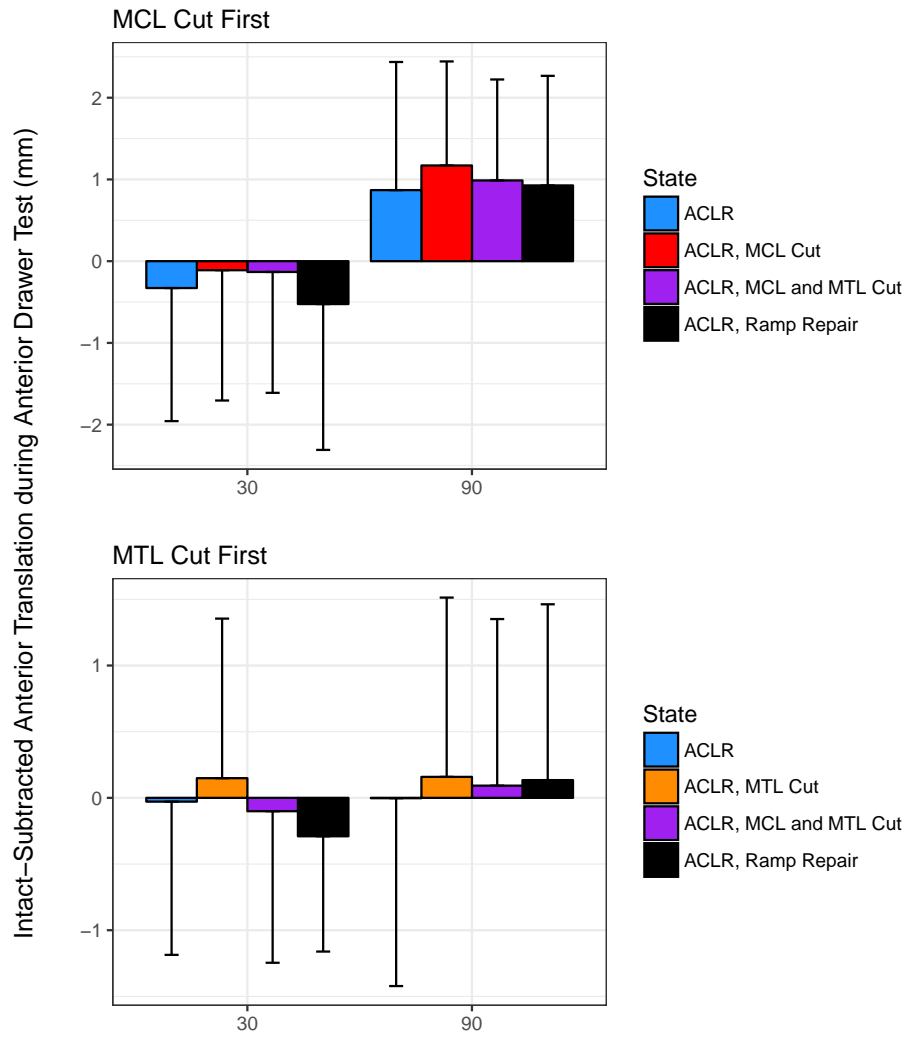 Intact−Subtracted Anterior Translation during Anterior Drawer Test (mm)
MCL Cut First
2
1
0
−1
−2
30
90
State
ACLR
ACLR, MCL Cut
ACLR, MCL and MTL Cut
ACLR, Ramp Repair
MTL Cut First
1
0
−1
30
90
State
ACLR
ACLR, MTL Cut
ACLR, MCL and MTL Cut
ACLR, Ramp Repair